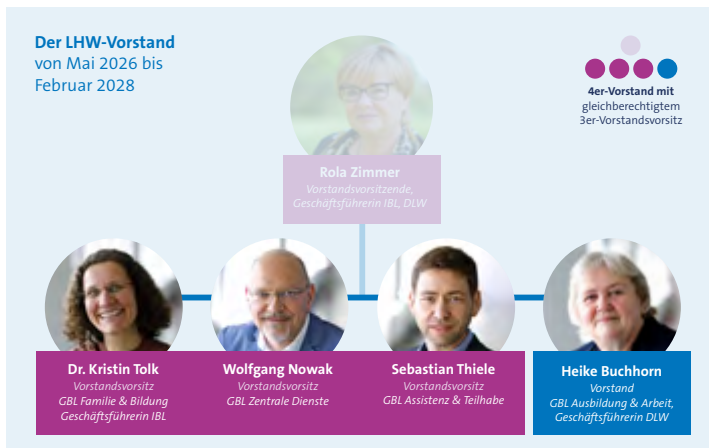 Der LHW-Vorstand
von Mai 2026 bis
Februar 2028
4er-Vorstand mit
gleichberechtigtem
3er-Vorstandsvorsitz
Rola Zimmer
Vorstandsvorsitzende,
Geschäftsführerin IBL, DLW
Dr. Kristin Tolk
Vorstandsvorsitz
GBL Familie & Bildung
Geschäftsführerin IBL
Wolfgang Nowak
Vorstandsvorsitz
GBL Zentrale Dienste
Sebastian Thiele
Vorstandsvorsitz
GBL Assistenz & Teilhabe
Heike Buchhorn
Vorstand
GBL Ausbildung & Arbeit,
Geschäftsführerin DLW